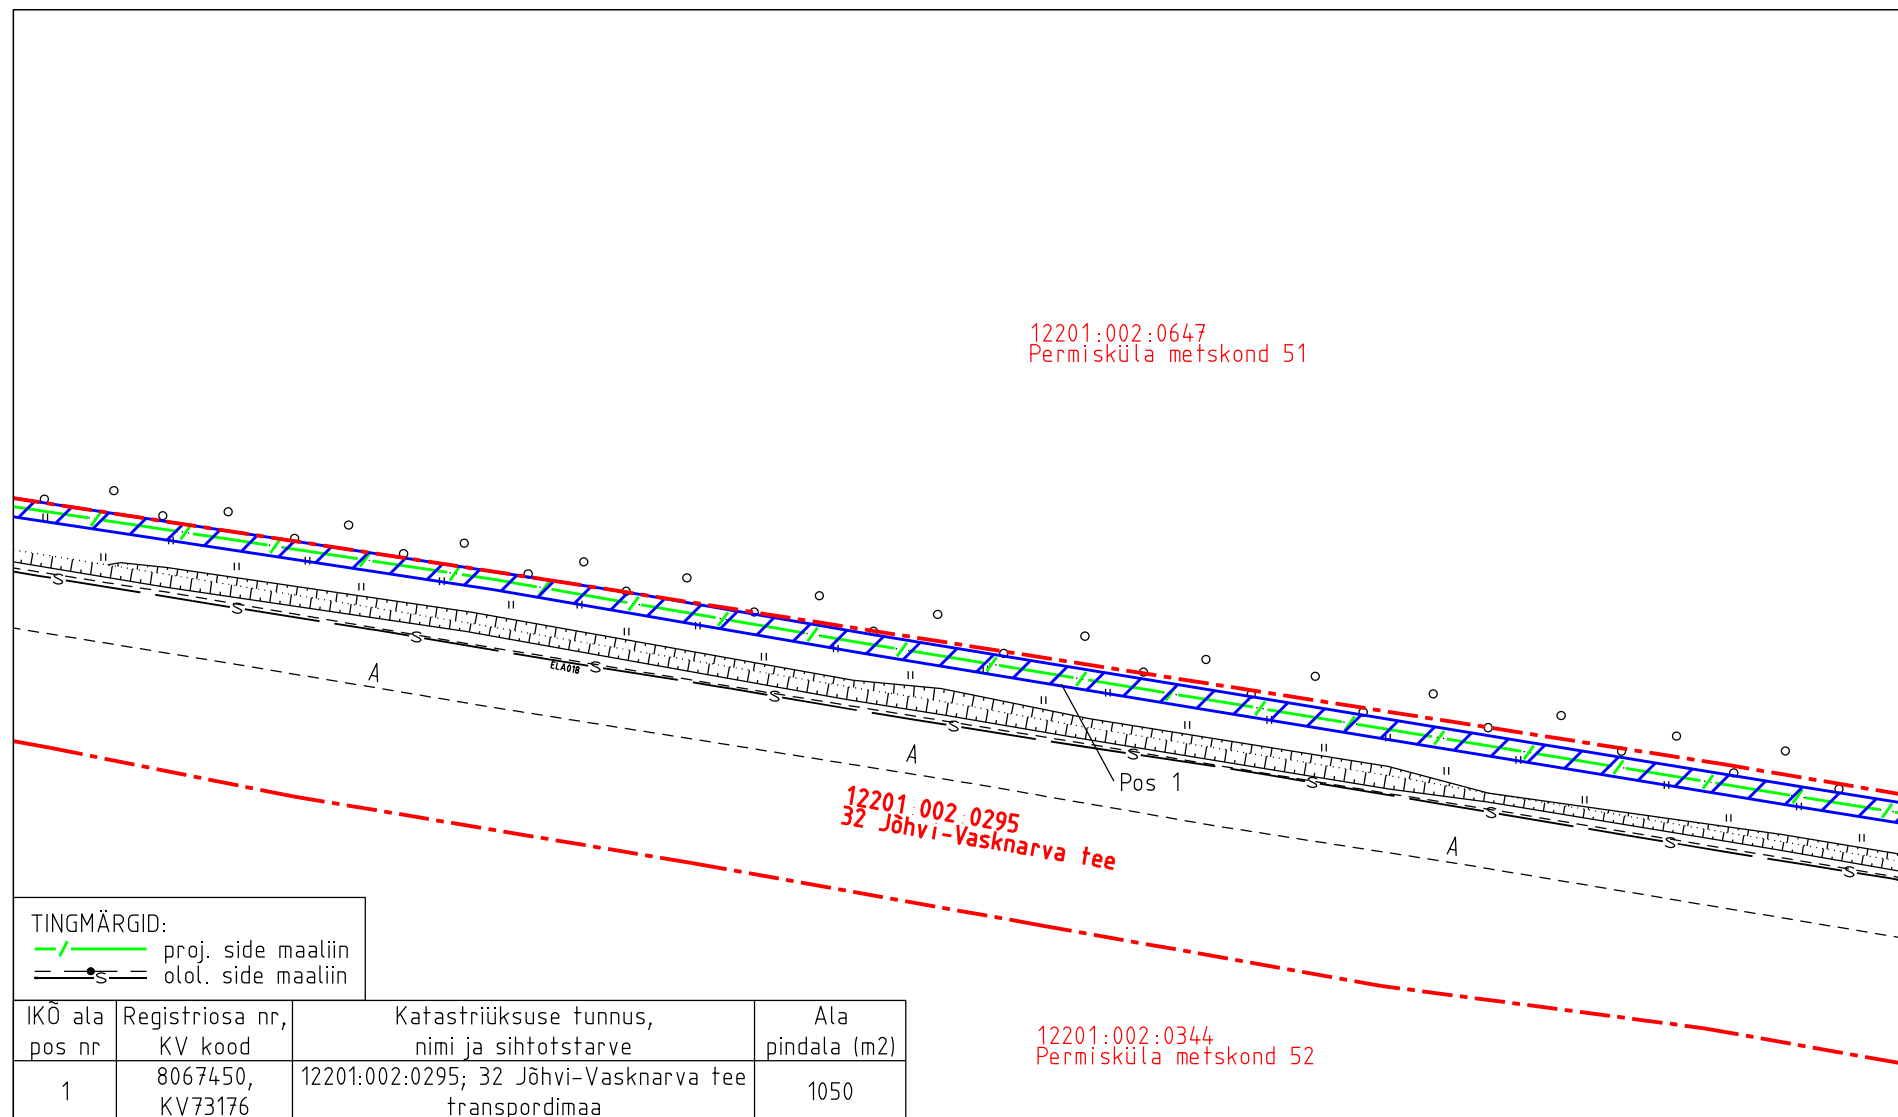 12201:002:0647
Permisküla metskond 51
ELA018
A
A
A
Pos 1
12201:002:0295
32 Jõhvi-Vasknarva tee
TINGMÄRGID:
proj. side maaliin
S olol. side maaliin
12201:002:0344
Permisküla metskond 52
IKÕ ala pos nr
Registriosa nr, KV kood
Katastriüksuse tunnus, nimi ja sihtotstarve
Ala pindala (m2)
1
8067450, KV73176
12201:002:0295; 32 Jõhvi-Vasknarva tee transpordimaa
1050